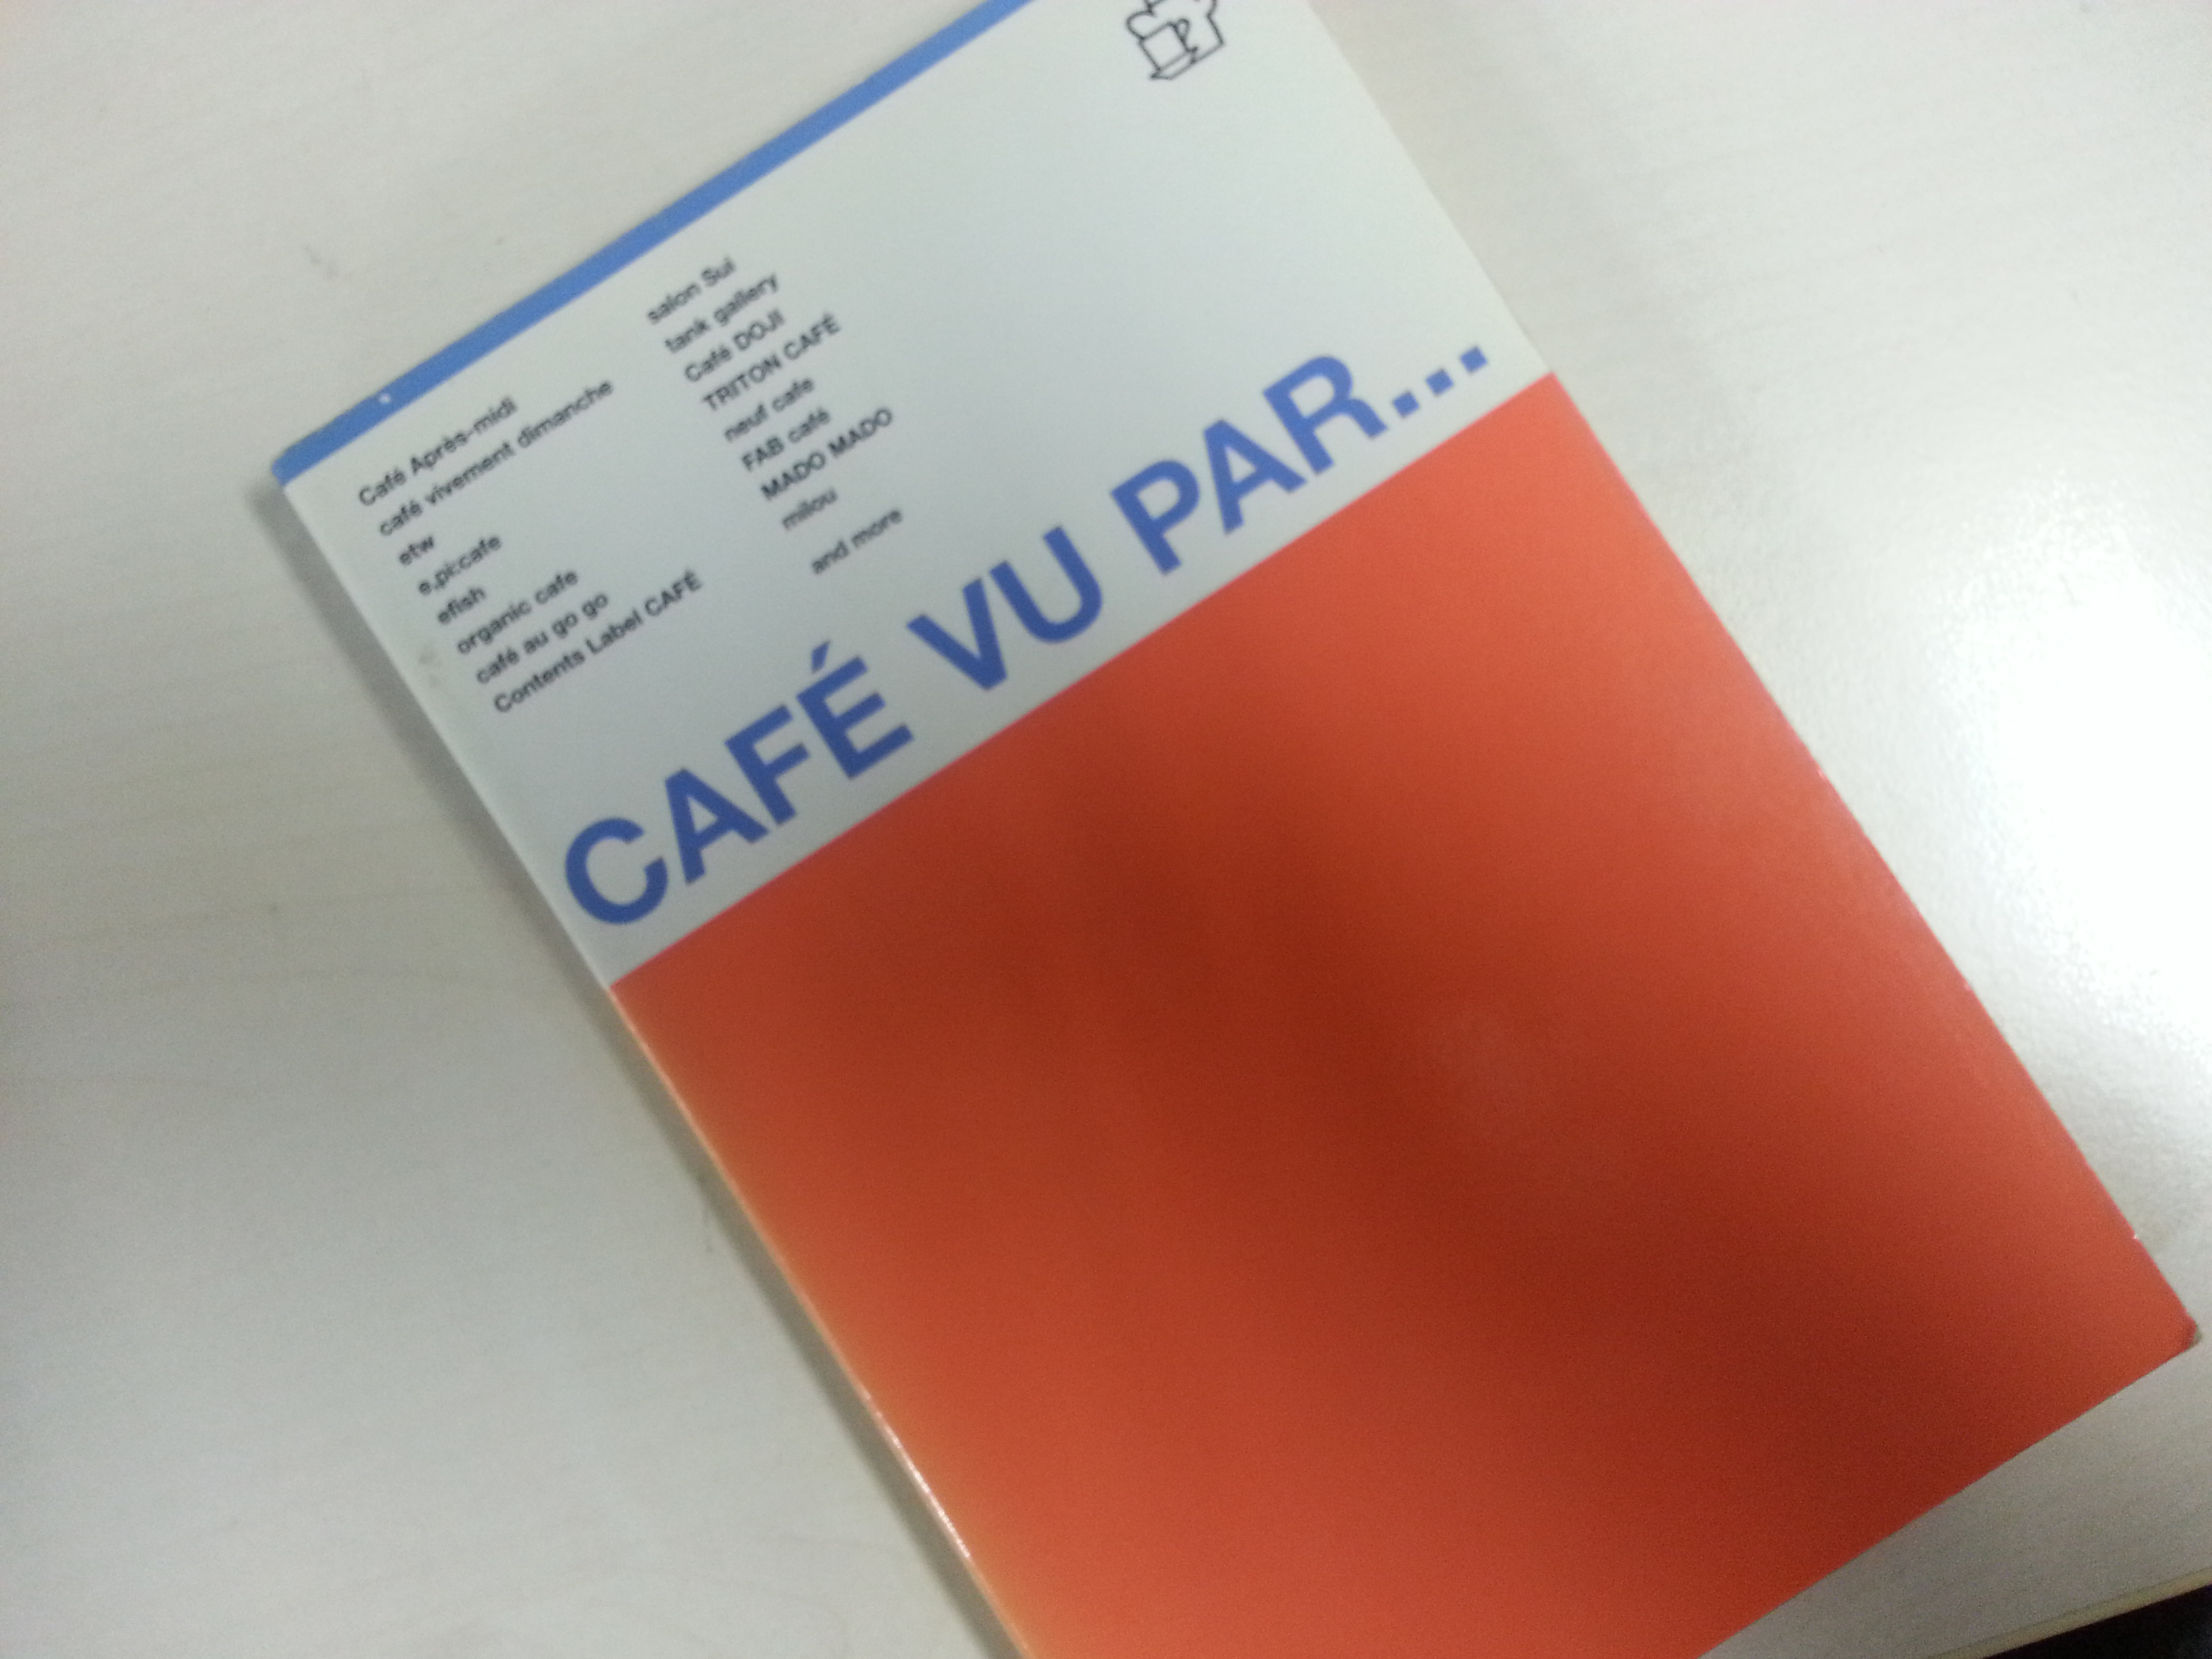 Café Après-midi
café vivement dimanche
etw
e,pi:cafe
efish
organic cafe
café au go go
Contents Label CAFÉ
salon Sui
tank gallery
Café DOJI
TRITON CAFÉ
neuf cafe
FAB café
MADO MADO
milou
and more
CAFÉ VU PAR...